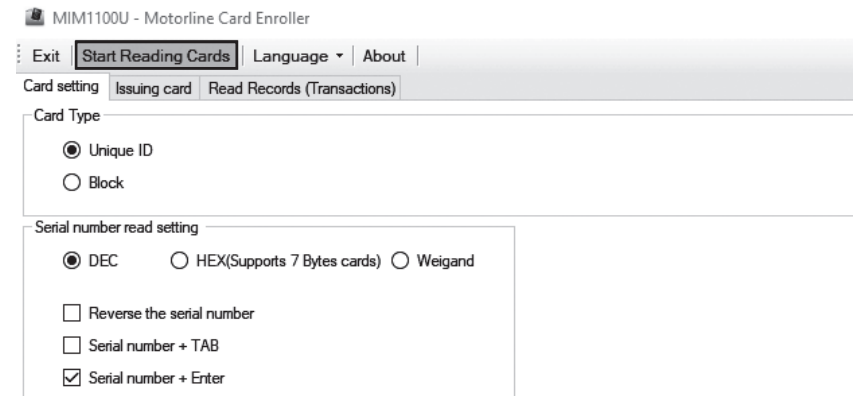 MIM1100U - Motorline Card Enroller
Exit Start Reading Cards Language About
Card setting Issuing card Read Records (Transactions)
Card Type
Unique ID
Block
Serial number read setting
DEC HEX(Supports 7 Bytes cards) Weigand
Reverse the serial number
Serial number + TAB
Serial number + Enter